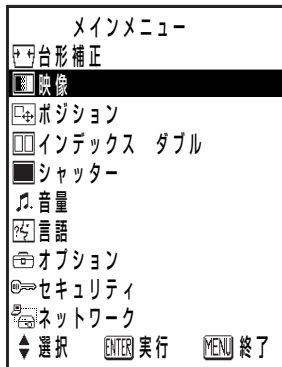 メインメニュー
台形補正
映像
ポジション
インデックス ダブル
シャッター
音量
言語
オプション
セキュリティ
ネットワーク
選択 ENTER 実行 MENU 終了